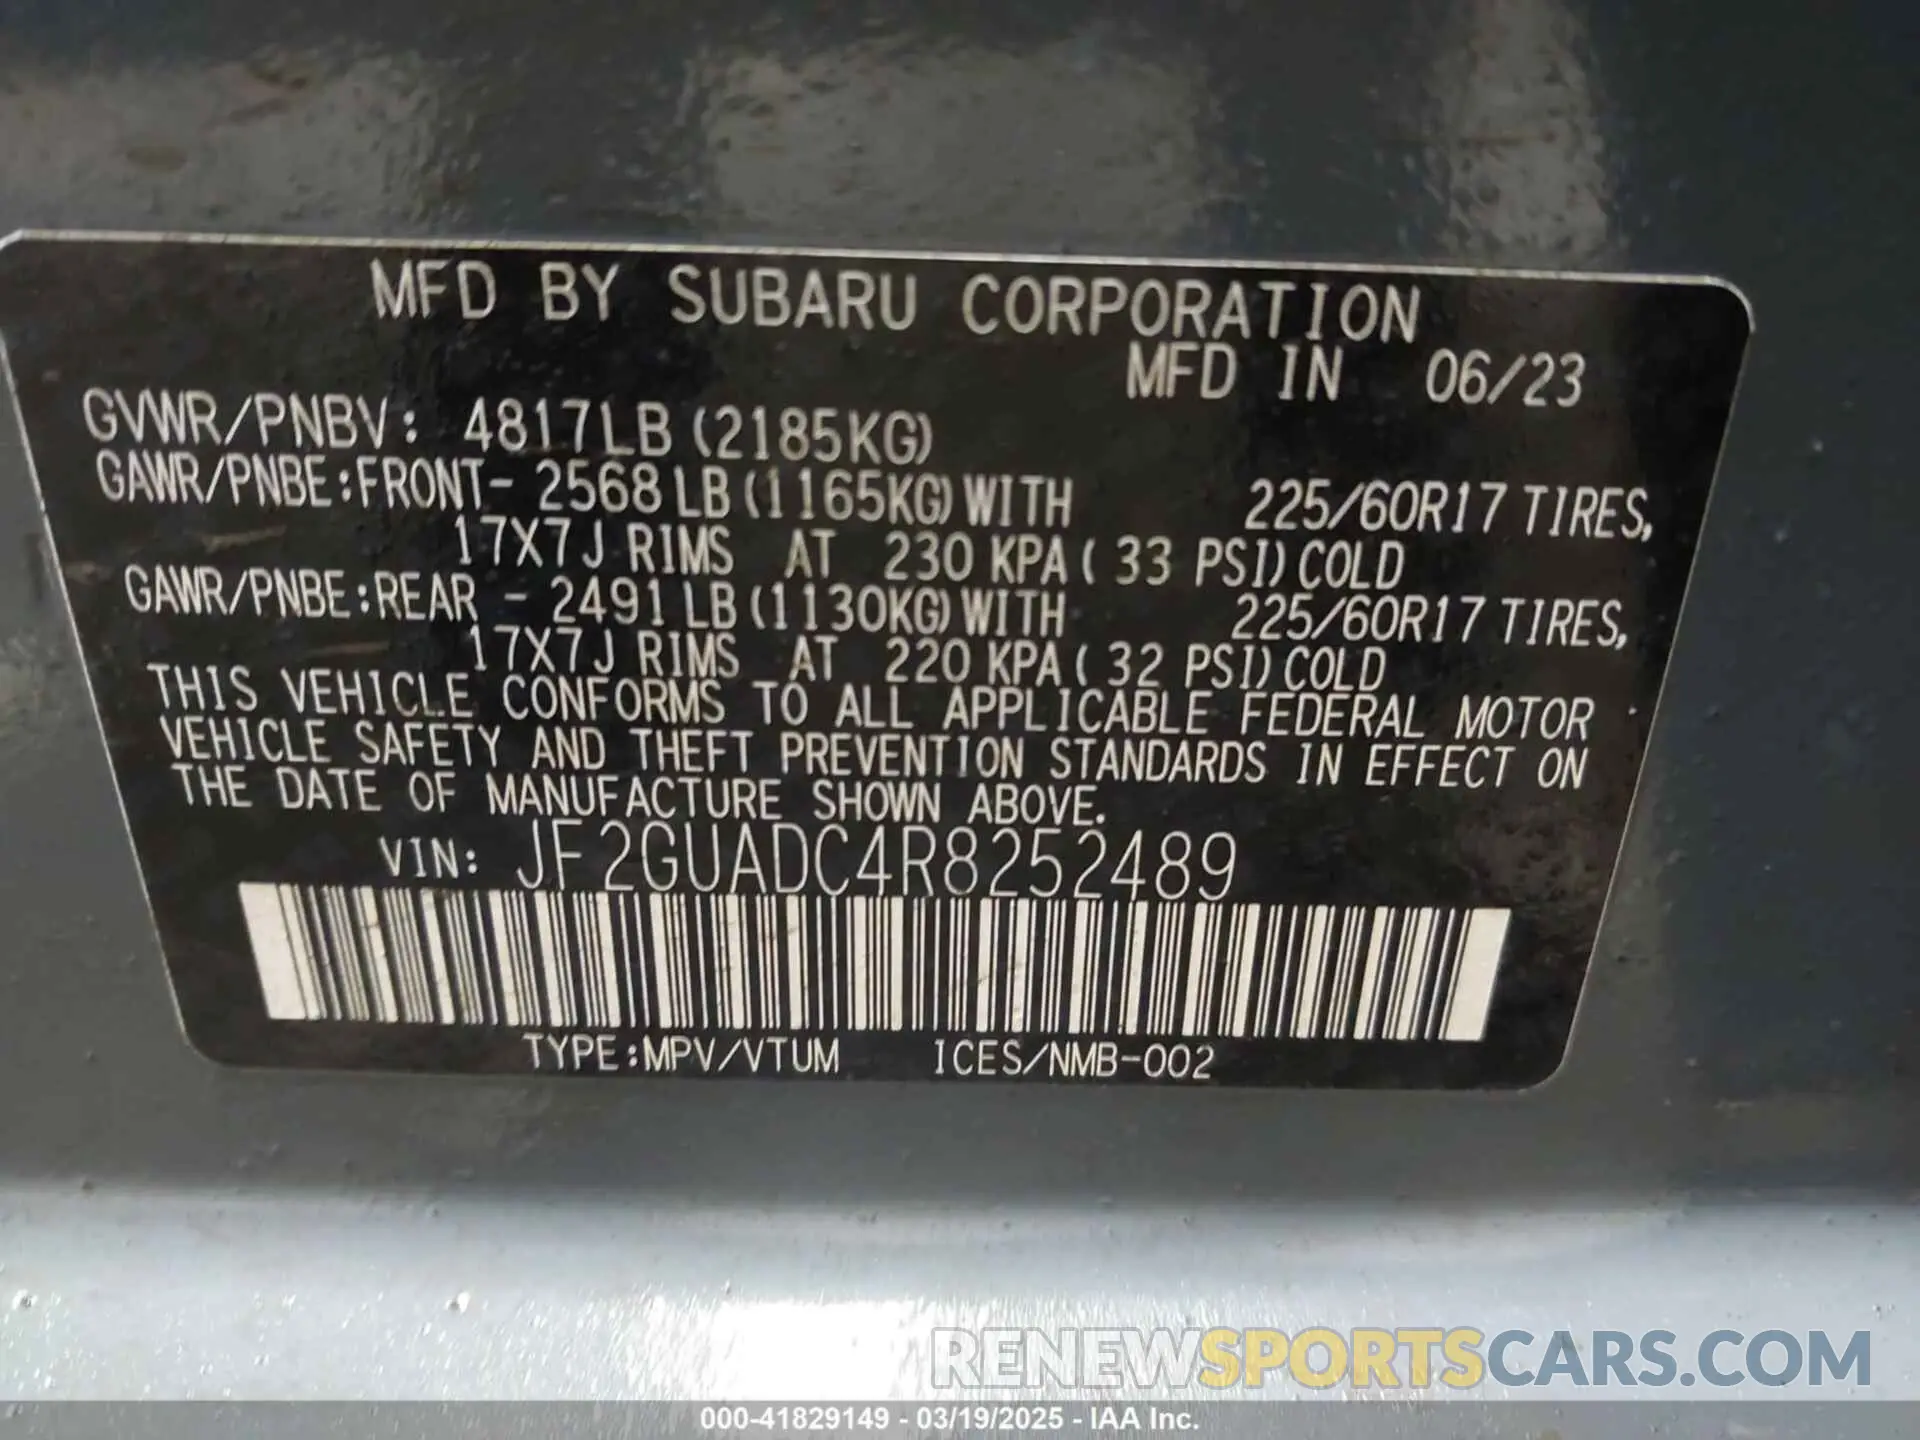 MFD BY SUBARU CORPORATION
MFD IN 06/23
GVWR/PNBV: 4817LB (2185KG)
GAWR/PNBE:FRONT- 2568LB(1165KG)WITH 225/60R17 TIRES,
17X7J RIMS AT 230 KPA( 33 PSI)COLD
GAWR/PNBE:REAR - 2491LB(1130KG)WITH 225/60R17 TIRES,
17X7J RIMS AT 220 KPA( 32 PSI)COLD
THIS VEHICLE CONFORMS TO ALL APPLICABLE FEDERAL MOTOR
VEHICLE SAFETY AND THEFT PREVENTION STANDARDS IN EFFECT ON
THE DATE OF MANUFACTURE SHOWN ABOVE.
VIN: JF2GUADC4R8252489
TYPE:MPV/VTUM ICES/NMB-002
RENEWSPORTSCARS.COM
000-41829149 - 03/19/2025 - IAA Inc.